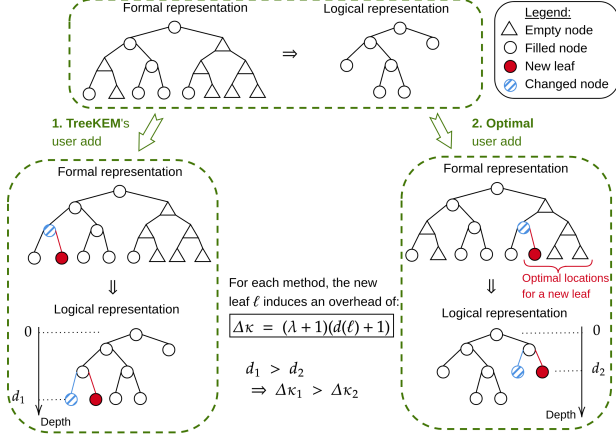 Formal representation
Logical representation
⇒
Legend:
Empty node
Filled node
New leaf
Changed node
1. TreeKEM's
user add
2. Optimal
user add
Formal representation
⇓
Logical representation
0
d₁
Depth
For each method, the new
leaf ℓ induces an overhead of:
Δκ = (λ+1)(d(ℓ)+1)
d₁ > d₂
⇒ Δκ₁ > Δκ₂
Formal representation
Optimal locations
for a new leaf
⇓
Logical representation
0
d₂
Depth